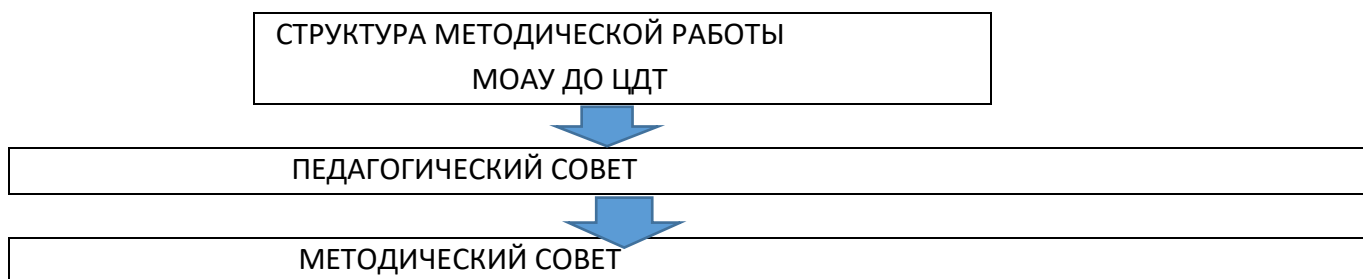 СТРУКТУРА МЕТОДИЧЕСКОЙ РАБОТЫ
МОАУ ДО ЦДТ
ПЕДАГОГИЧЕСКИЙ СОВЕТ
МЕТОДИЧЕСКИЙ СОВЕТ